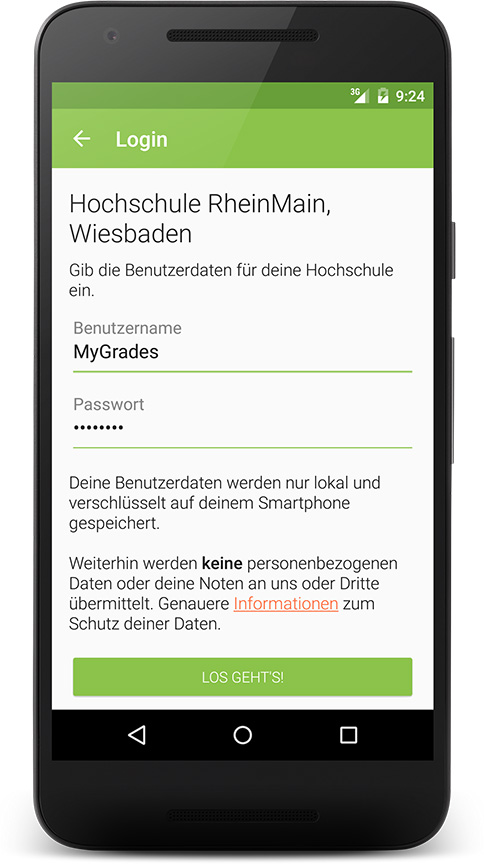 3G 9:24
Login
Hochschule RheinMain,
Wiesbaden
Gib die Benutzerdaten für deine Hochschule
ein.
Benutzername
MyGrades
Passwort
••••••••
Deine Benutzerdaten werden nur lokal und
verschlüsselt auf deinem Smartphone
gespeichert.
Weiterhin werden keine personenbezogenen
Daten oder deine Noten an uns oder Dritte
übermittelt. Genauere Informationen zum
Schutz deiner Daten.
LOS GEHT'S!